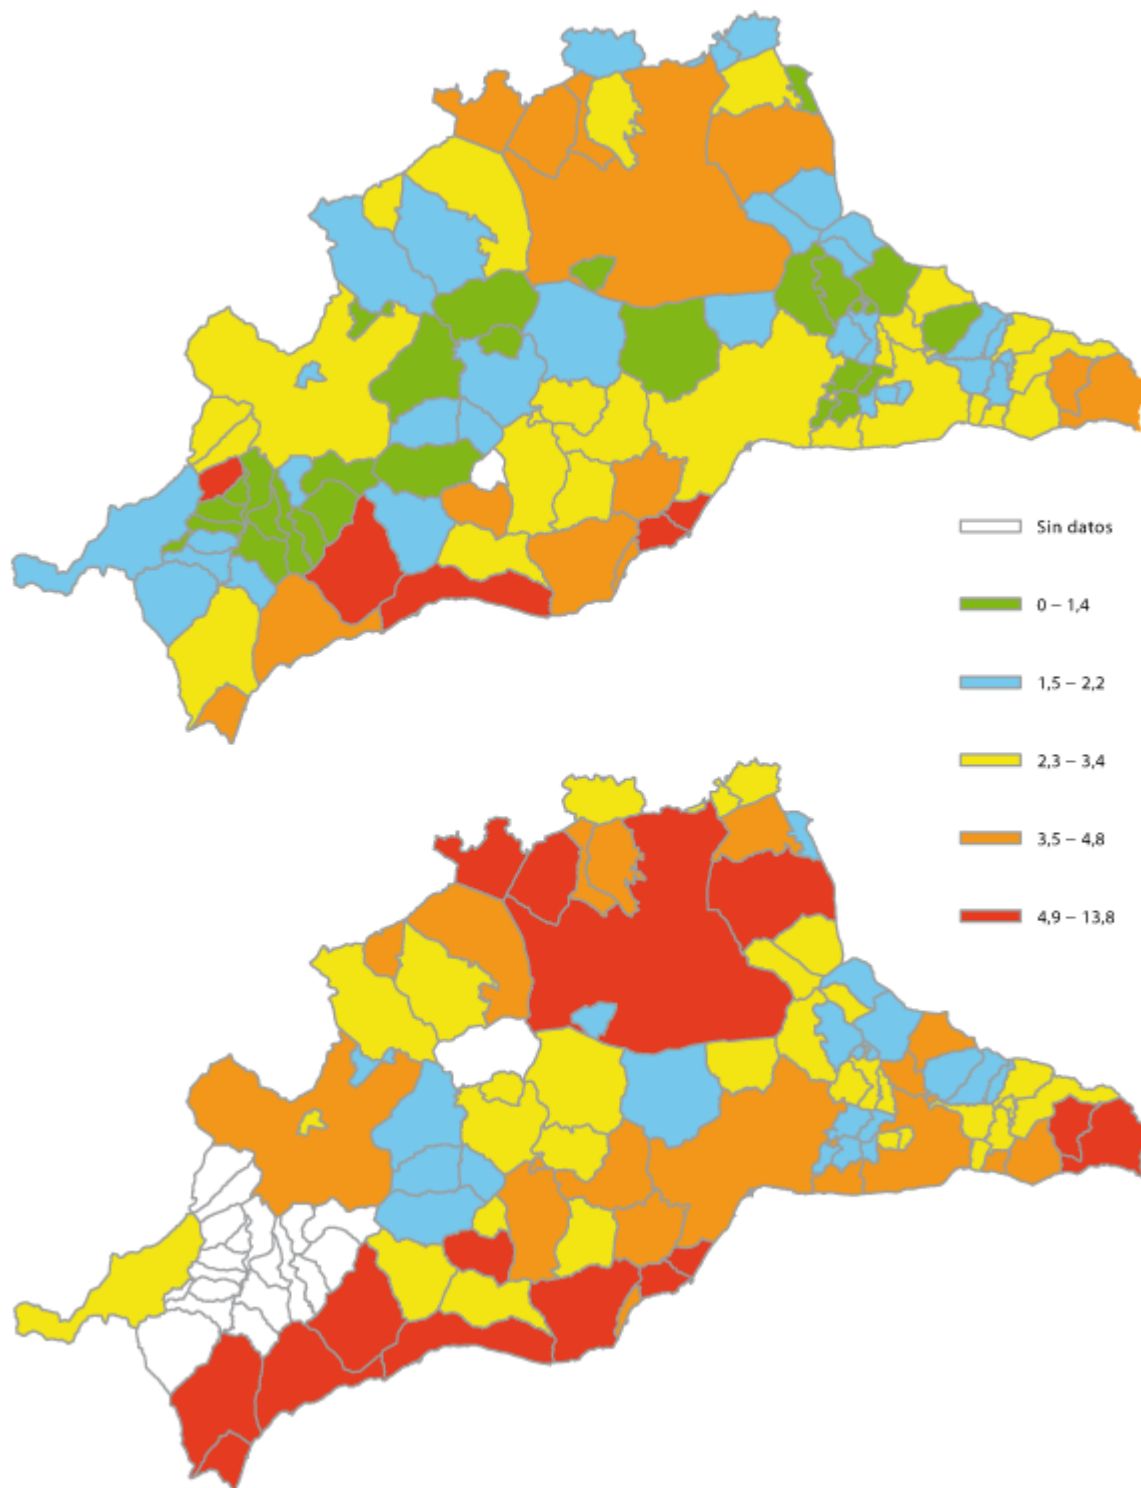 Sin datos
0 – 1,4
1,5 – 2,2
2,3 – 3,4
3,5 – 4,8
4,9 – 13,8